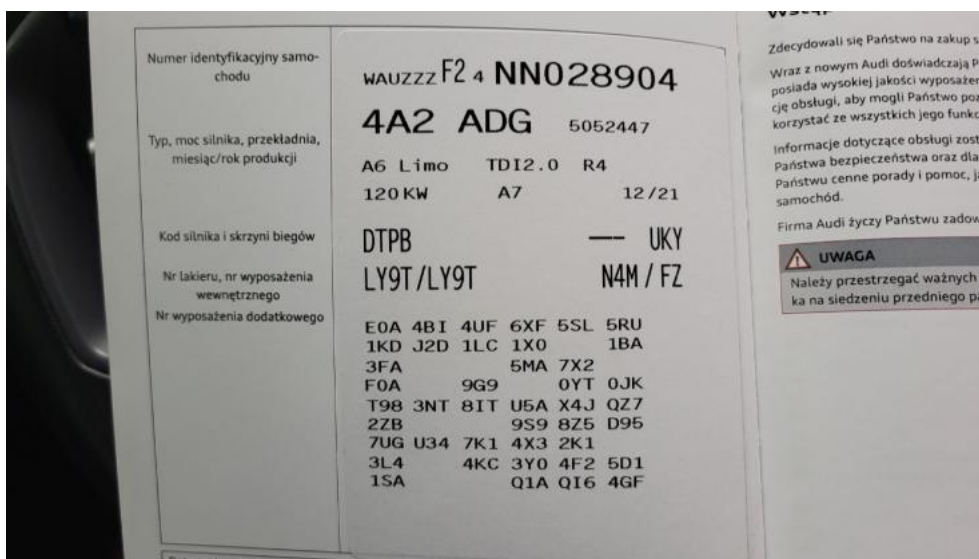 Numer identyfikacyjny samo-
chodu
WAUZZZ F2 4 NN028904
4A2 ADG 5052447
Typ, moc silnika, przekładnia,
miesiąc/rok produkcji
A6 Limo TDI2.0 R4
120 KW A7 12/21
Kod silnika i skrzyni biegów
DTPB -- UKY
Nr lakieru, nr wyposażenia
wewnętrznego
LY9T/LY9T N4M / FZ
Nr wyposażenia dodatkowego
E0A 4BI 4UF 6XF 5SL 5RU
1KD J2D 1LC 1X0 1BA
3FA 5MA 7X2
F0A 9G9 0YT 0JK
T98 3NT 8IT U5A X4J QZ7
2ZB 9S9 8Z5 D95
7UG U34 7K1 4X3 2K1
3L4 4KC 3Y0 4F2 5D1
1SA Q1A QI6 4GF
Zdecydowali się Państwo na zakup
Wraz z nowym Audi doświadczają
posiada wysokiej jakości
cję obsługi, aby mogli Państwo
korzystać ze wszystkich jego
Informacje dotyczące obsługi
Państwa bezpieczeństwa oraz dla
Państwu cenne porady i pomoc,
samochód.
Firma Audi życzy Państwu
UWAGA
Należy przestrzegać ważnych
ka na siedzeniu przedniego